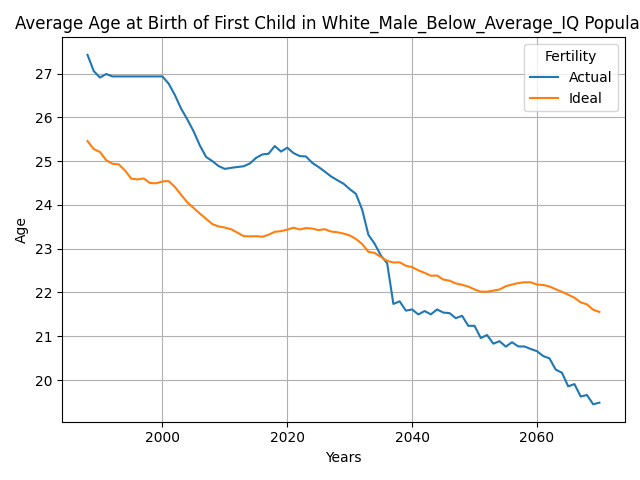 Average Age at Birth of First Child in White_Male_Below_Average_IQ Popula
Fertility
Actual
Ideal
Age
27
26
25
24
23
22
21
20
2000 2020 2040 2060
Years